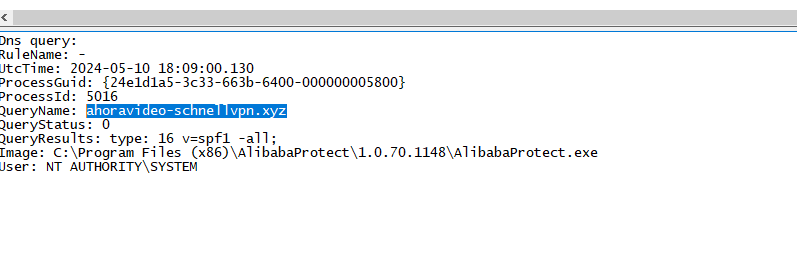 Dns query:
RuleName: -
UtcTime: 2024-05-10 18:09:00.130
ProcessGuid: {24e1d1a5-3c33-663b-6400-000000005800}
ProcessId: 5016
QueryName: ahoravideo-schnellvpn.xyz
QueryStatus: 0
QueryResults: type: 16 v=spf1 -all;
Image: C:\Program Files (x86)\AlibabaProtect\1.0.70.1148\AlibabaProtect.exe
User: NT AUTHORITY\SYSTEM